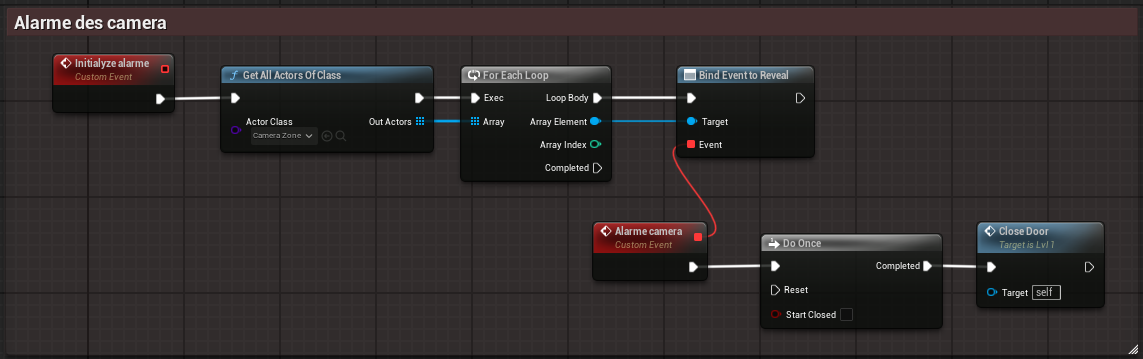 Alarme des camera
Initialyze alarme
Custom Event
f Get All Actors Of Class
Actor Class
Camera Zone
Out Actors
For Each Loop
Exec
Loop Body
Array
Array Element
Array Index
Completed
Bind Event to Reveal
Target
Event
Alarme camera
Custom Event
Do Once
Completed
Reset
Start Closed
Close Door
Target is Lvl 1
Target self